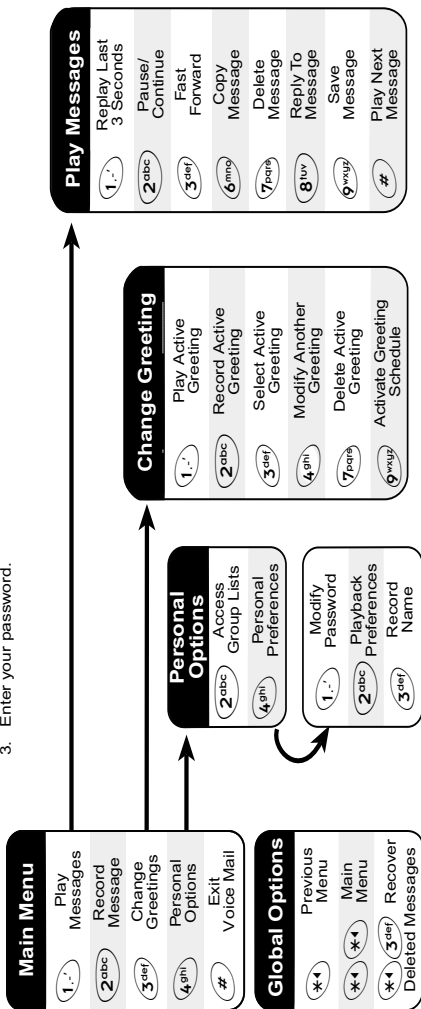 3. Enter your password.
Main Menu
1.-' Play
Messages
2abc Record
Message
3def Change
Greetings
4ghi Personal
Options
# Exit
Voice Mail
Global Options
* Previous
Menu
* * Main
Menu
* 3def Recover
Deleted Messages
Personal
Options
2abc Access
Group Lists
4ghi Personal
Preferences
1.-' Modify
Password
2abc Playback
Preferences
3def Record
Name
Change Greeting
1.-' Play Active
Greeting
2abc Record Active
Greeting
3def Select Active
Greeting
4ghi Modify Another
Greeting
7pqrs Delete Active
Greeting
9wxyz Activate Greeting
Schedule
Play Messages
1.-' Replay Last
3 Seconds
2abc Pause/
Continue
3def Fast
Forward
6mno Copy
Message
7pqrs Delete
Message
8tuv Reply To
Message
9wxyz Save
Message
# Play Next
Message